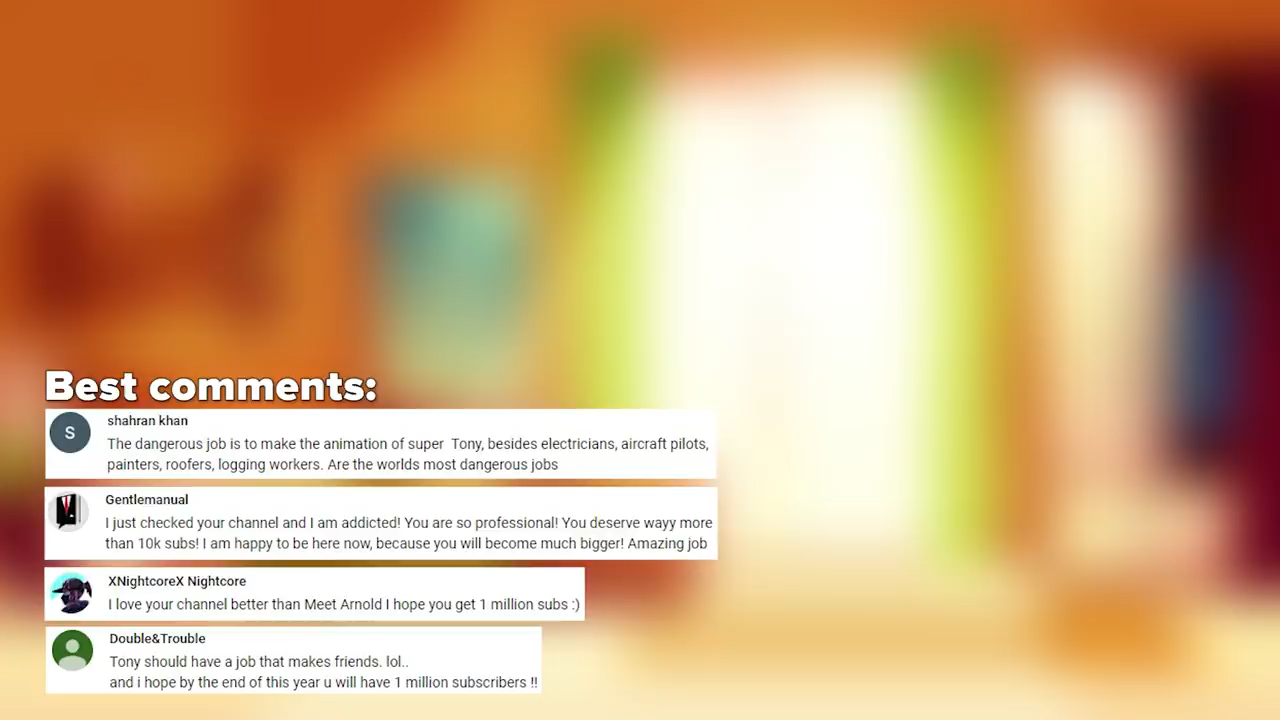 Best comments:
S
shahran khan
The dangerous job is to make the animation of super  Tony, besides electricians, aircraft pilots,
painters, roofers, logging workers. Are the worlds most dangerous jobs
Gentlemanual
I just checked your channel and I am addicted! You are so professional! You deserve wayy more
than 10k subs! I am happy to be here now, because you will become much bigger! Amazing job
XNightcoreX Nightcore
I love your channel better than Meet Arnold I hope you get 1 million subs :)
Double&Trouble
Tony should have a job that makes friends. lol..
and i hope by the end of this year u will have 1 million subscribers !!